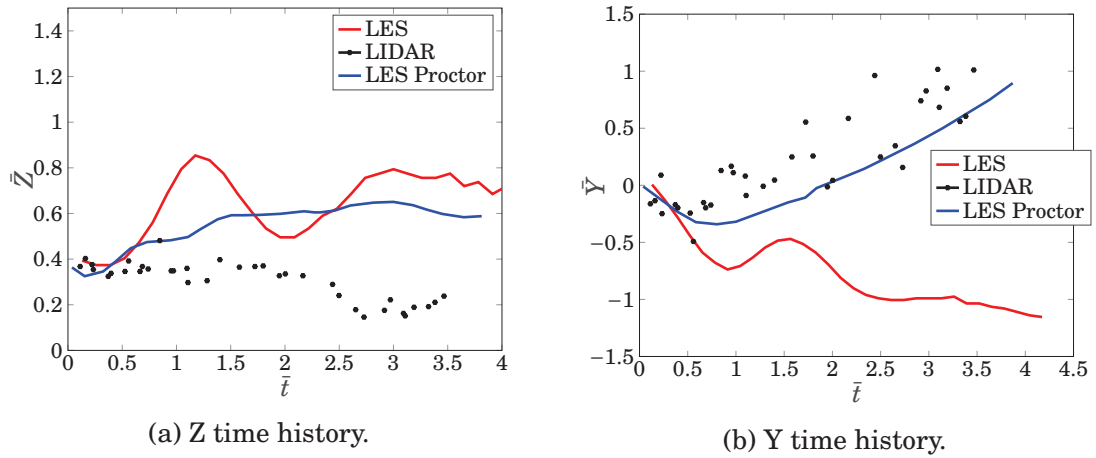 1.4
1.2
1
0.8
0.6
0.4
0.2
0
Z̄
0 0.5 1 1.5 2 2.5 3 3.5 4
t̄
LES
LIDAR
LES Proctor
(a) Z time history.
1.5
1
0.5
0
−0.5
−1
−1.5
Ȳ
0 0.5 1 1.5 2 2.5 3 3.5 4 4.5
t̄
LES
LIDAR
LES Proctor
(b) Y time history.